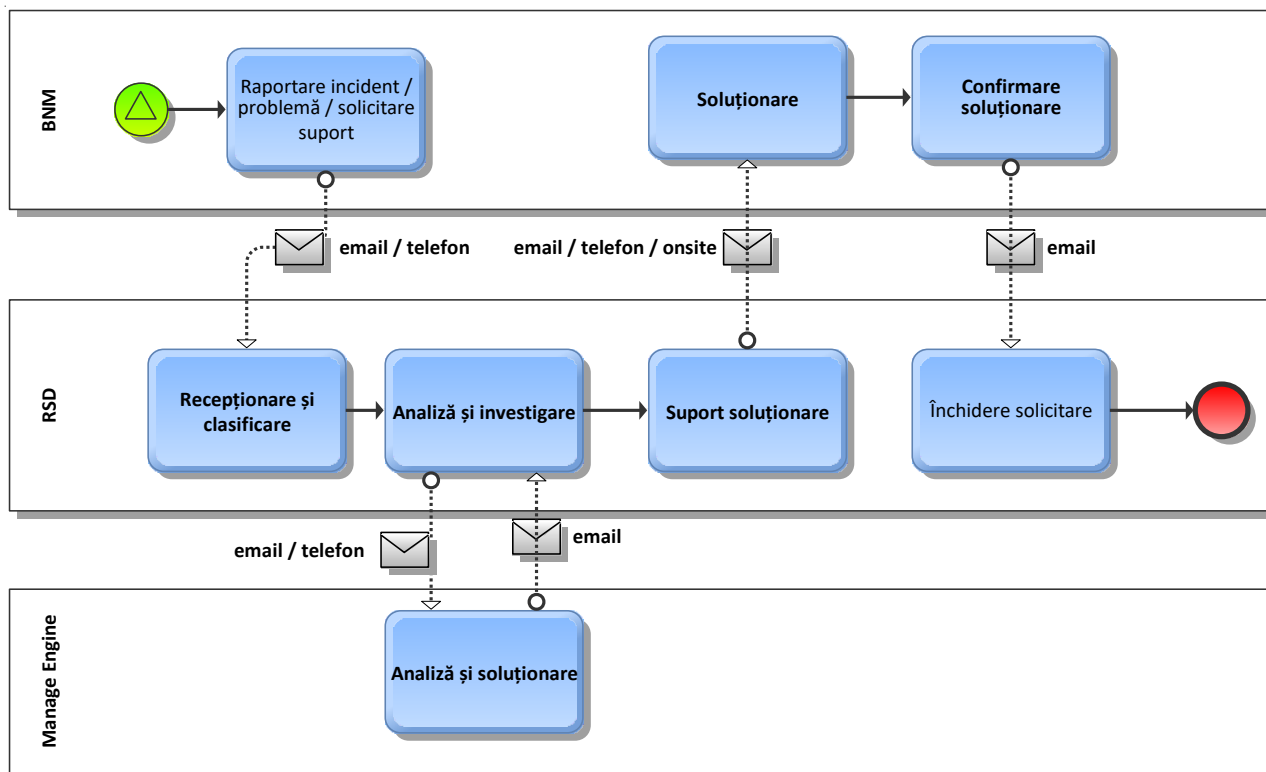 BNM
Raportare incident /
problemă / solicitare
suport
Soluționare
Confirmare
soluționare
email / telefon
email / telefon / onsite
email
RSD
Recepționare și
clasificare
Analiză și investigare
Suport soluționare
Închidere solicitare
email / telefon
email
Manage Engine
Analiză și soluționare